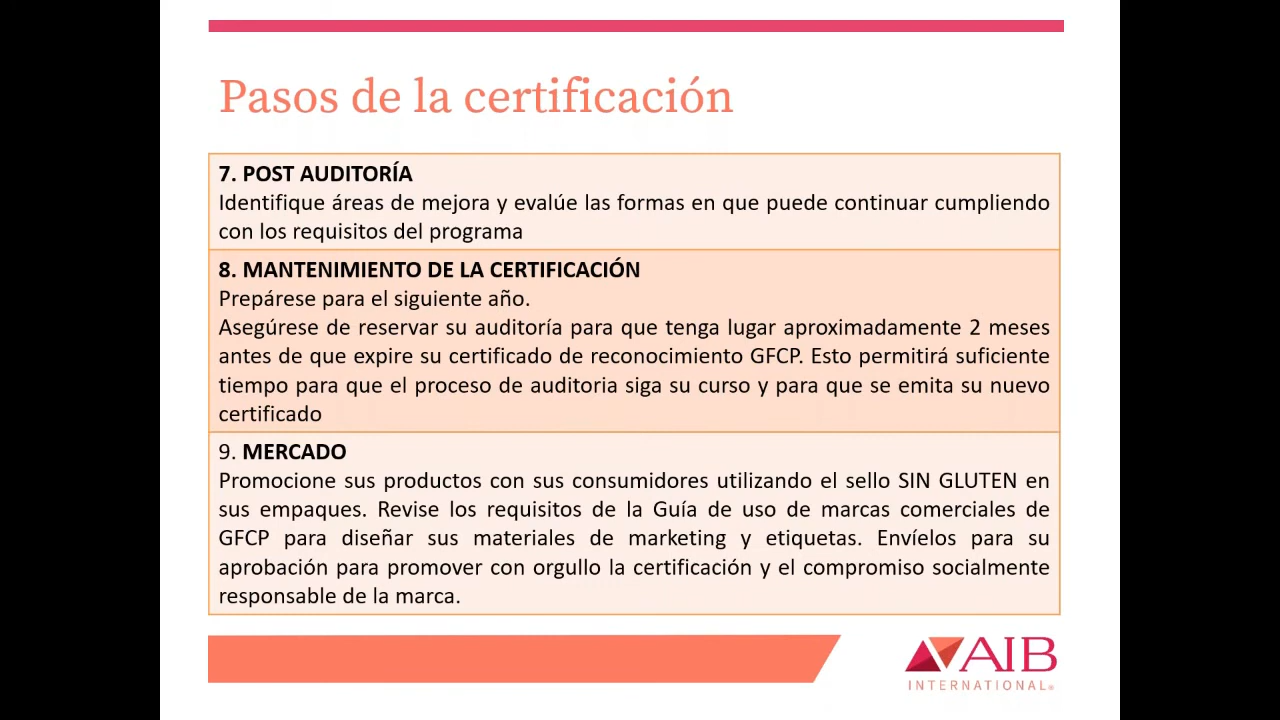 Pasos de la certificación
7. POST AUDITORÍA
Identifique áreas de mejora y evalúe las formas en que puede continuar cumpliendo
con los requisitos del programa
8. MANTENIMIENTO DE LA CERTIFICACIÓN
Prepárese para el siguiente año.
Asegúrese de reservar su auditoría para que tenga lugar aproximadamente 2 meses
antes de que expire su certificado de reconocimiento GFCP. Esto permitirá suficiente
tiempo para que el proceso de auditoria siga su curso y para que se emita su nuevo
certificado
9. MERCADO
Promocione sus productos con sus consumidores utilizando el sello SIN GLUTEN en
sus empaques. Revise los requisitos de la Guía de uso de marcas comerciales de
GFCP para diseñar sus materiales de marketing y etiquetas. Envíelos para su
aprobación para promover con orgullo la certificación y el compromiso socialmente
responsable de la marca.
AIB
INTERNATIONAL®